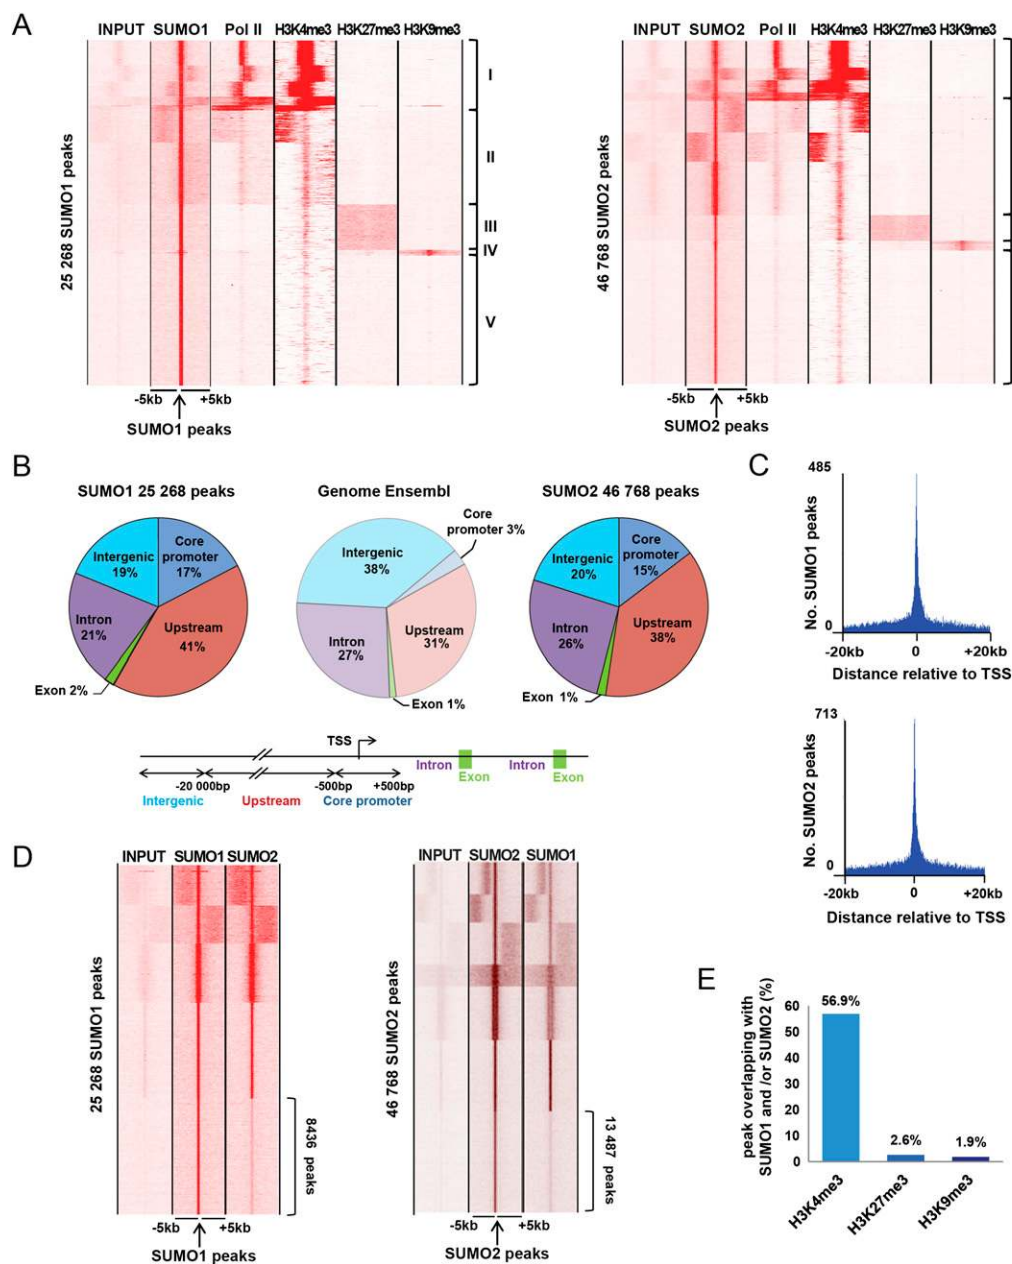 A
INPUT SUMO1 Pol II H3K4me3 H3K27me3 H3K9me3
25 268 SUMO1 peaks
I
II
III
IV
V
-5kb +5kb
SUMO1 peaks
INPUT SUMO2 Pol II H3K4me3 H3K27me3 H3K9me3
46 768 SUMO2 peaks
-5kb +5kb
SUMO2 peaks
B
SUMO1 25 268 peaks
Intergenic
19%
Core
promoter
17%
Intron
21%
Upstream
41%
Exon 2%
Genome Ensembl
Core
promoter 3%
Intergenic
38%
Intron
27%
Upstream
31%
Exon 1%
SUMO2 46 768 peaks
Intergenic
20%
Core
promoter
15%
Intron
26%
Upstream
38%
Exon 1%
TSS
Intron
Exon
Intron
Exon
-20 000bp -500bp +500bp
Intergenic Upstream Core promoter
C
485
No. SUMO1 peaks
0
-20kb 0 +20kb
Distance relative to TSS
713
No. SUMO2 peaks
0
-20kb 0 +20kb
Distance relative to TSS
D
INPUT SUMO1 SUMO2
25 268 SUMO1 peaks
8436 peaks
-5kb +5kb
SUMO1 peaks
INPUT SUMO2 SUMO1
46 768 SUMO2 peaks
13 487 peaks
-5kb +5kb
SUMO2 peaks
E
peak overlapping with
SUMO1 and /or SUMO2 (%)
60
50
40
30
20
10
0
56.9%
2.6%
1.9%
H3K4me3
H3K27me3
H3K9me3